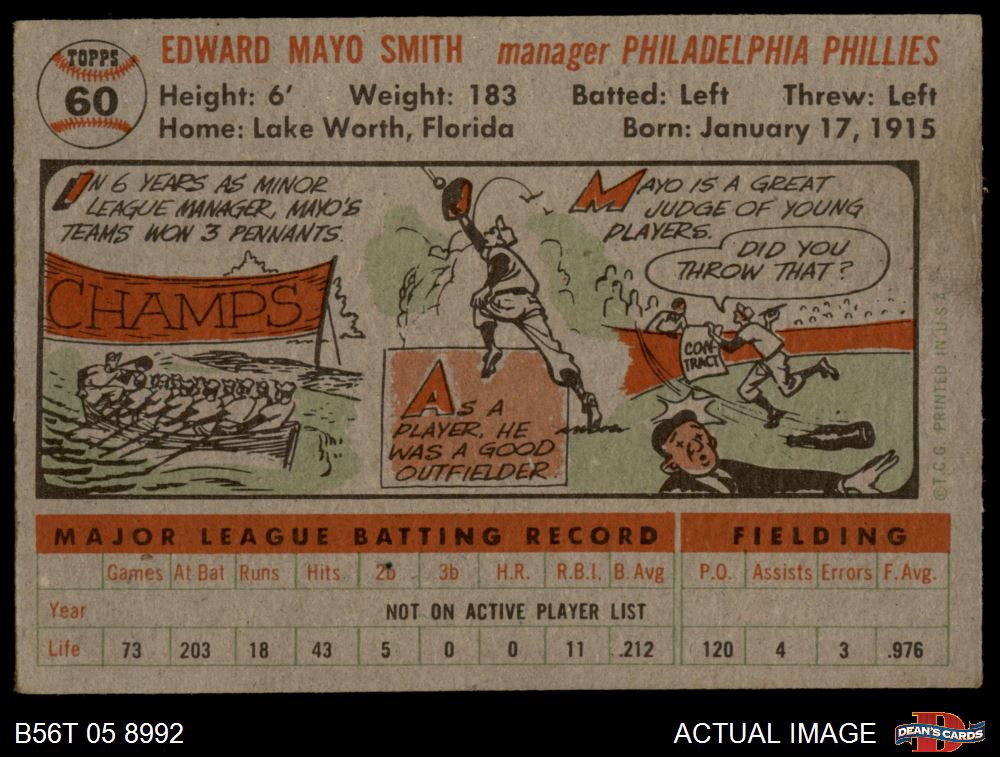 TOPPS
60
EDWARD MAYO SMITH manager PHILADELPHIA PHILLIES
Height: 6' Weight: 183 Batted: Left Threw: Left
Home: Lake Worth, Florida Born: January 17, 1915
IN 6 YEARS AS MINOR
LEAGUE MANAGER, MAYO'S
TEAMS WON 3 PENNANTS.
CHAMPS
AS A
PLAYER, HE
WAS A GOOD
OUTFIELDER.
MAYO IS A GREAT
JUDGE OF YOUNG
PLAYERS.
DID YOU
THROW THAT?
CON-
TRACT
© T.C.G. PRINTED IN U.S.A.
MAJOR LEAGUE BATTING RECORD FIELDING
Games At Bat Runs Hits 2b 3b H.R. R.B.I. B. Avg P.O. Assists Errors F. Avg.
Year NOT ON ACTIVE PLAYER LIST
Life 73 203 18 43 5 0 0 11 .212 120 4 3 .976
B56T 05 8992 ACTUAL IMAGE
D
DEAN'S CARDS